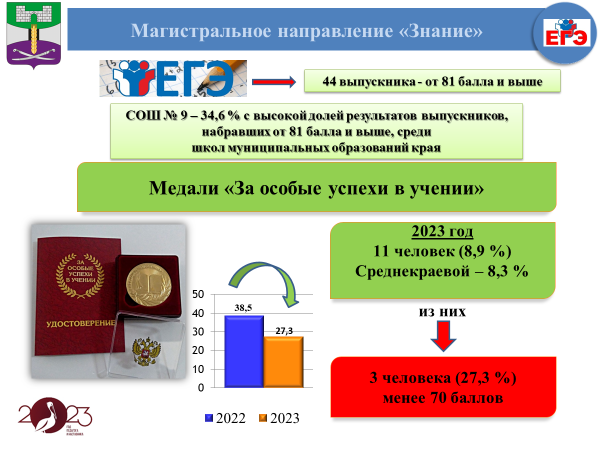 Магистральное направление «Знание»
ЕГЭ
ЕГЭ
44 выпускника - от 81 балла и выше
СОШ № 9 – 34,6 % с высокой долей результатов выпускников,
набравших от 81 балла и выше, среди
школ муниципальных образований края
Медали «За особые успехи в учении»
ЗА
ОСОБЫЕ
УСПЕХИ
В УЧЕНИИ
УДОСТОВЕРЕНИЕ
2023 год
11 человек (8,9 %)
Среднекраевой – 8,3 %
из них
3 человека (27,3 %)
менее 70 баллов
50
40
30
20
10
0
38,5
27,3
2022
2023
2023